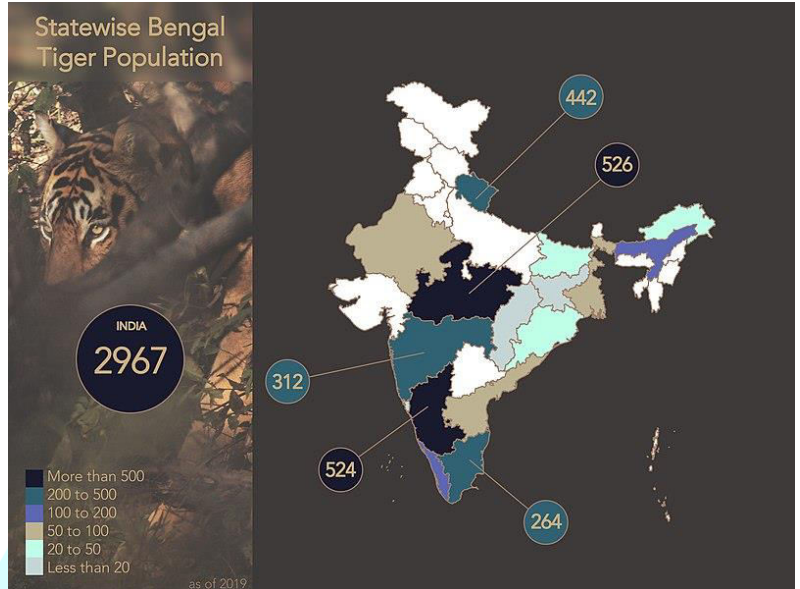 Statewise Bengal
Tiger Population
442
526
INDIA
2967
312
524
264
More than 500
200 to 500
100 to 200
50 to 100
20 to 50
Less than 20
as of 2019